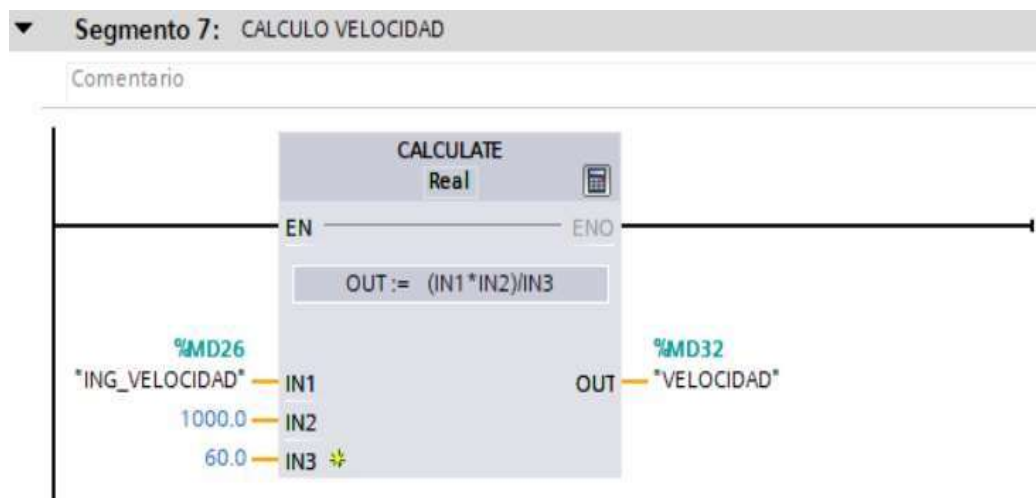 Segmento 7: CALCULO VELOCIDAD
Comentario
CALCULATE
Real
EN ENO
OUT := (IN1*IN2)/IN3
%MD26 %MD32
"ING_VELOCIDAD" IN1 OUT "VELOCIDAD"
1000.0 IN2
60.0 IN3